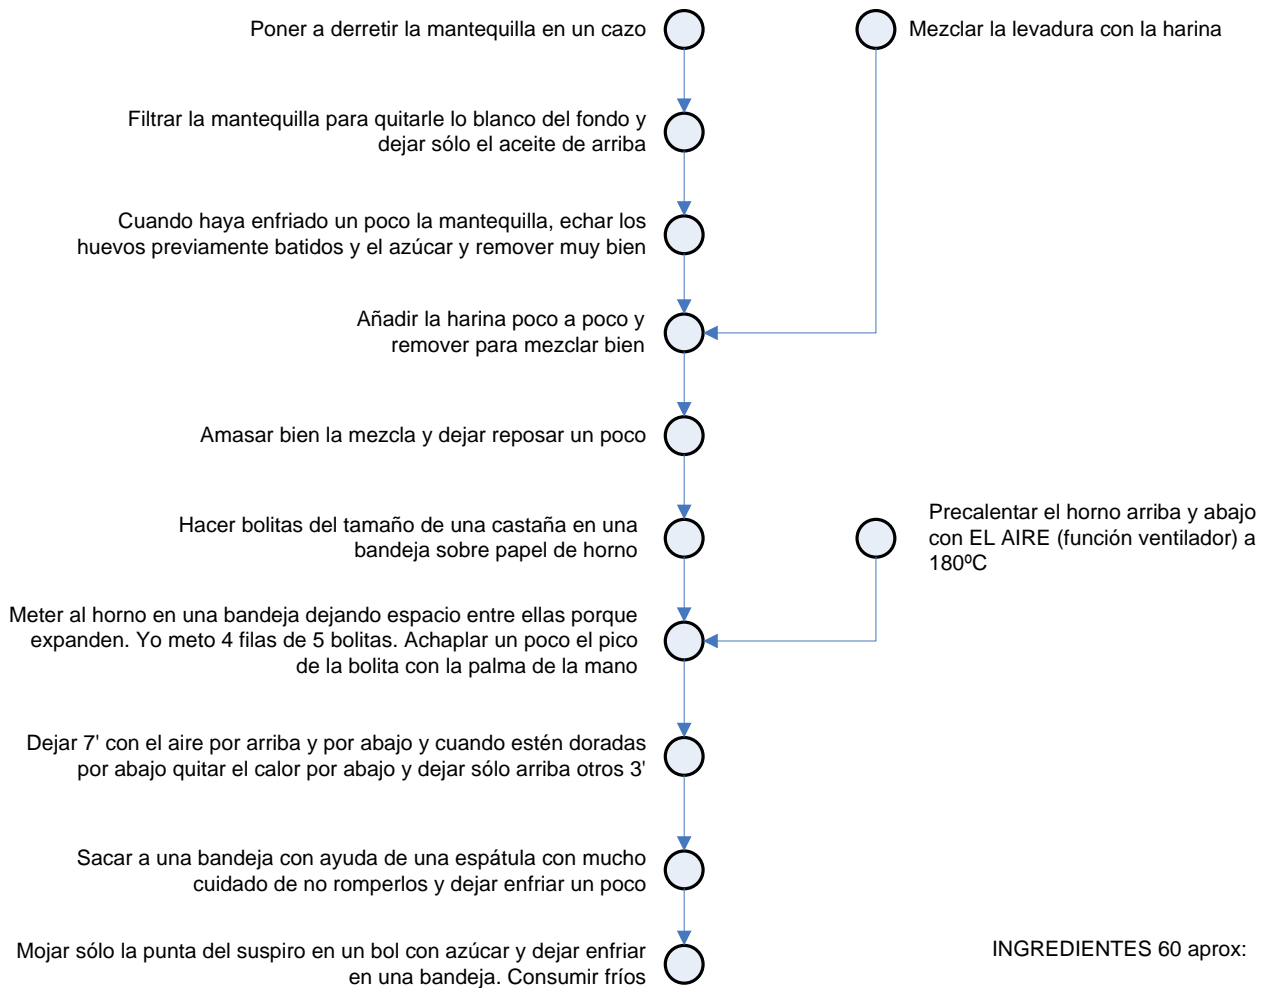 Poner a derretir la mantequilla en un cazo
Mezclar la levadura con la harina
Filtrar la mantequilla para quitarle lo blanco del fondo y
dejar sólo el aceite de arriba
Cuando haya enfriado un poco la mantequilla, echar los
huevos previamente batidos y el azúcar y remover muy bien
Añadir la harina poco a poco y
remover para mezclar bien
Amasar bien la mezcla y dejar reposar un poco
Hacer bolitas del tamaño de una castaña en una
bandeja sobre papel de horno
Precalentar el horno arriba y abajo
con EL AIRE (función ventilador) a
180ºC
Meter al horno en una bandeja dejando espacio entre ellas porque
expanden. Yo meto 4 filas de 5 bolitas. Achaplar un poco el pico
de la bolita con la palma de la mano
Dejar 7' con el aire por arriba y por abajo y cuando estén doradas
por abajo quitar el calor por abajo y dejar sólo arriba otros 3'
Sacar a una bandeja con ayuda de una espátula con mucho
cuidado de no romperlos y dejar enfriar un poco
Mojar sólo la punta del suspiro en un bol con azúcar y dejar enfriar
en una bandeja. Consumir fríos
INGREDIENTES 60 aprox: